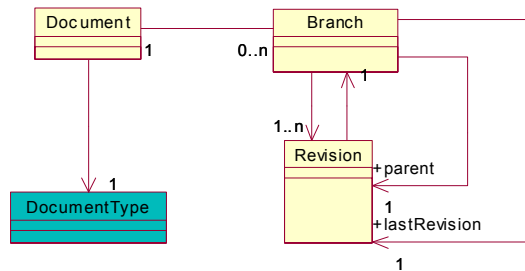 Document
Branch
1
0..n
1
1..n
Revision
+parent
1
DocumentType
1
+lastRevision
1